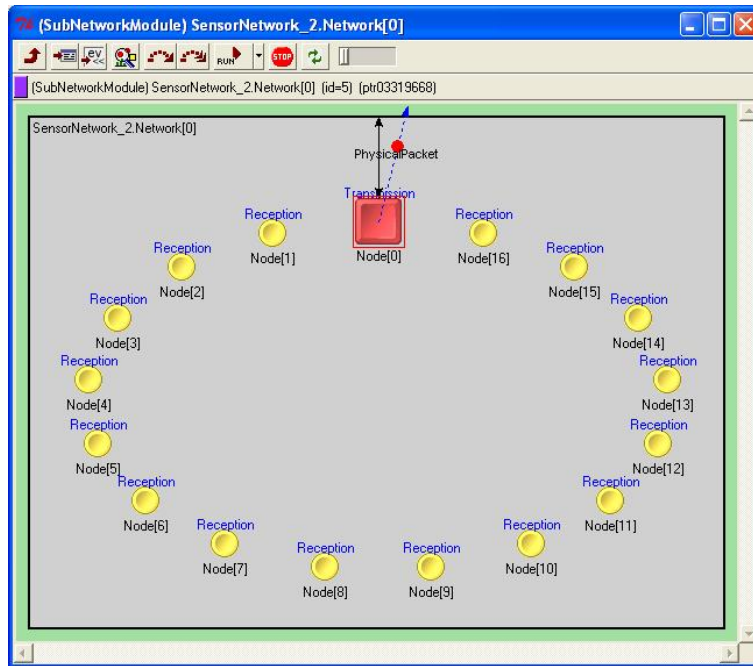 (SubNetworkModule) SensorNetwork_2.Network[0]
ev
<<
RUN
STOP
(SubNetworkModule) SensorNetwork_2.Network[0] (id=5) (ptr03319668)
SensorNetwork_2.Network[0]
PhysicalPacket
Transmission
Node[0]
Reception
Node[1]
Reception
Node[16]
Reception
Node[2]
Reception
Node[15]
Reception
Node[3]
Reception
Node[14]
Reception
Node[4]
Reception
Node[13]
Reception
Node[5]
Reception
Node[12]
Reception
Node[6]
Reception
Node[11]
Reception
Node[7]
Reception
Node[10]
Reception
Node[8]
Reception
Node[9]